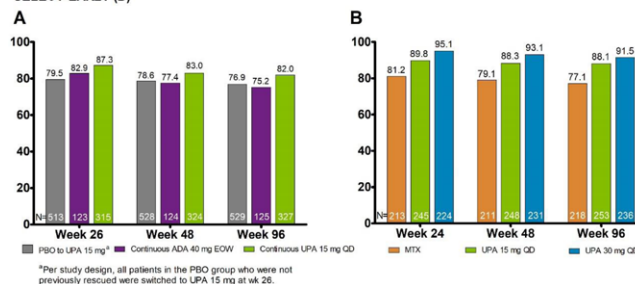 A
B
100
80
60
40
20
0
79.5 82.9 87.3
78.6 77.4 83.0
76.9 75.2 82.0
N= 513 123 315
528 124 324
529 125 327
Week 26 Week 48 Week 96
PBO to UPA 15 mgᵃ Continuous ADA 40 mg EOW Continuous UPA 15 mg QD
ᵃPer study design, all patients in the PBO group who were not
previously rescued were switched to UPA 15 mg at wk 26.
100
80
60
40
20
0
81.2 89.8 95.1
79.1 88.3 93.1
77.1 88.1 91.5
N= 213 245 224
211 248 231
218 253 236
Week 24 Week 48 Week 96
MTX UPA 15 mg QD UPA 30 mg QD